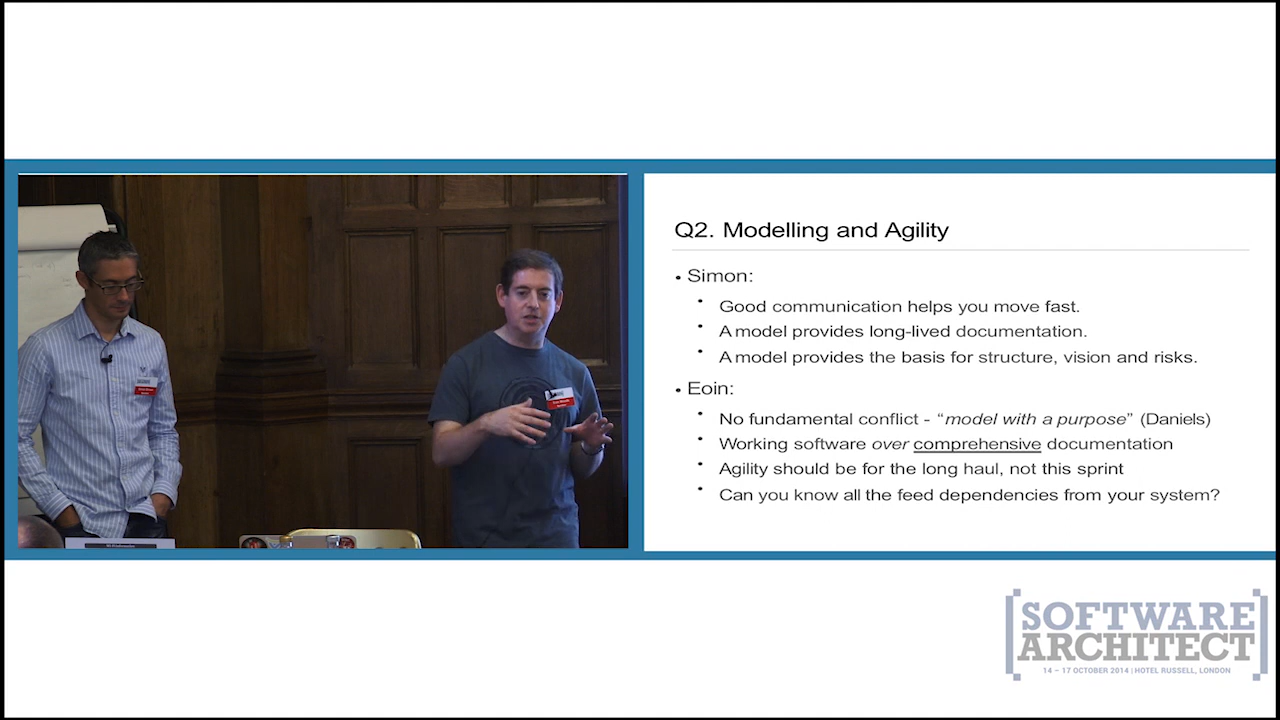 Q2. Modelling and Agility
• Simon:
• Good communication helps you move fast.
• A model provides long-lived documentation.
• A model provides the basis for structure, vision and risks.
• Eoin:
• No fundamental conflict - “model with a purpose” (Daniels)
• Working software over comprehensive documentation
• Agility should be for the long haul, not this sprint
• Can you know all the feed dependencies from your system?
[SOFTWARE
ARCHITECT]
14 – 17 OCTOBER 2014 | HOTEL RUSSELL, LONDON